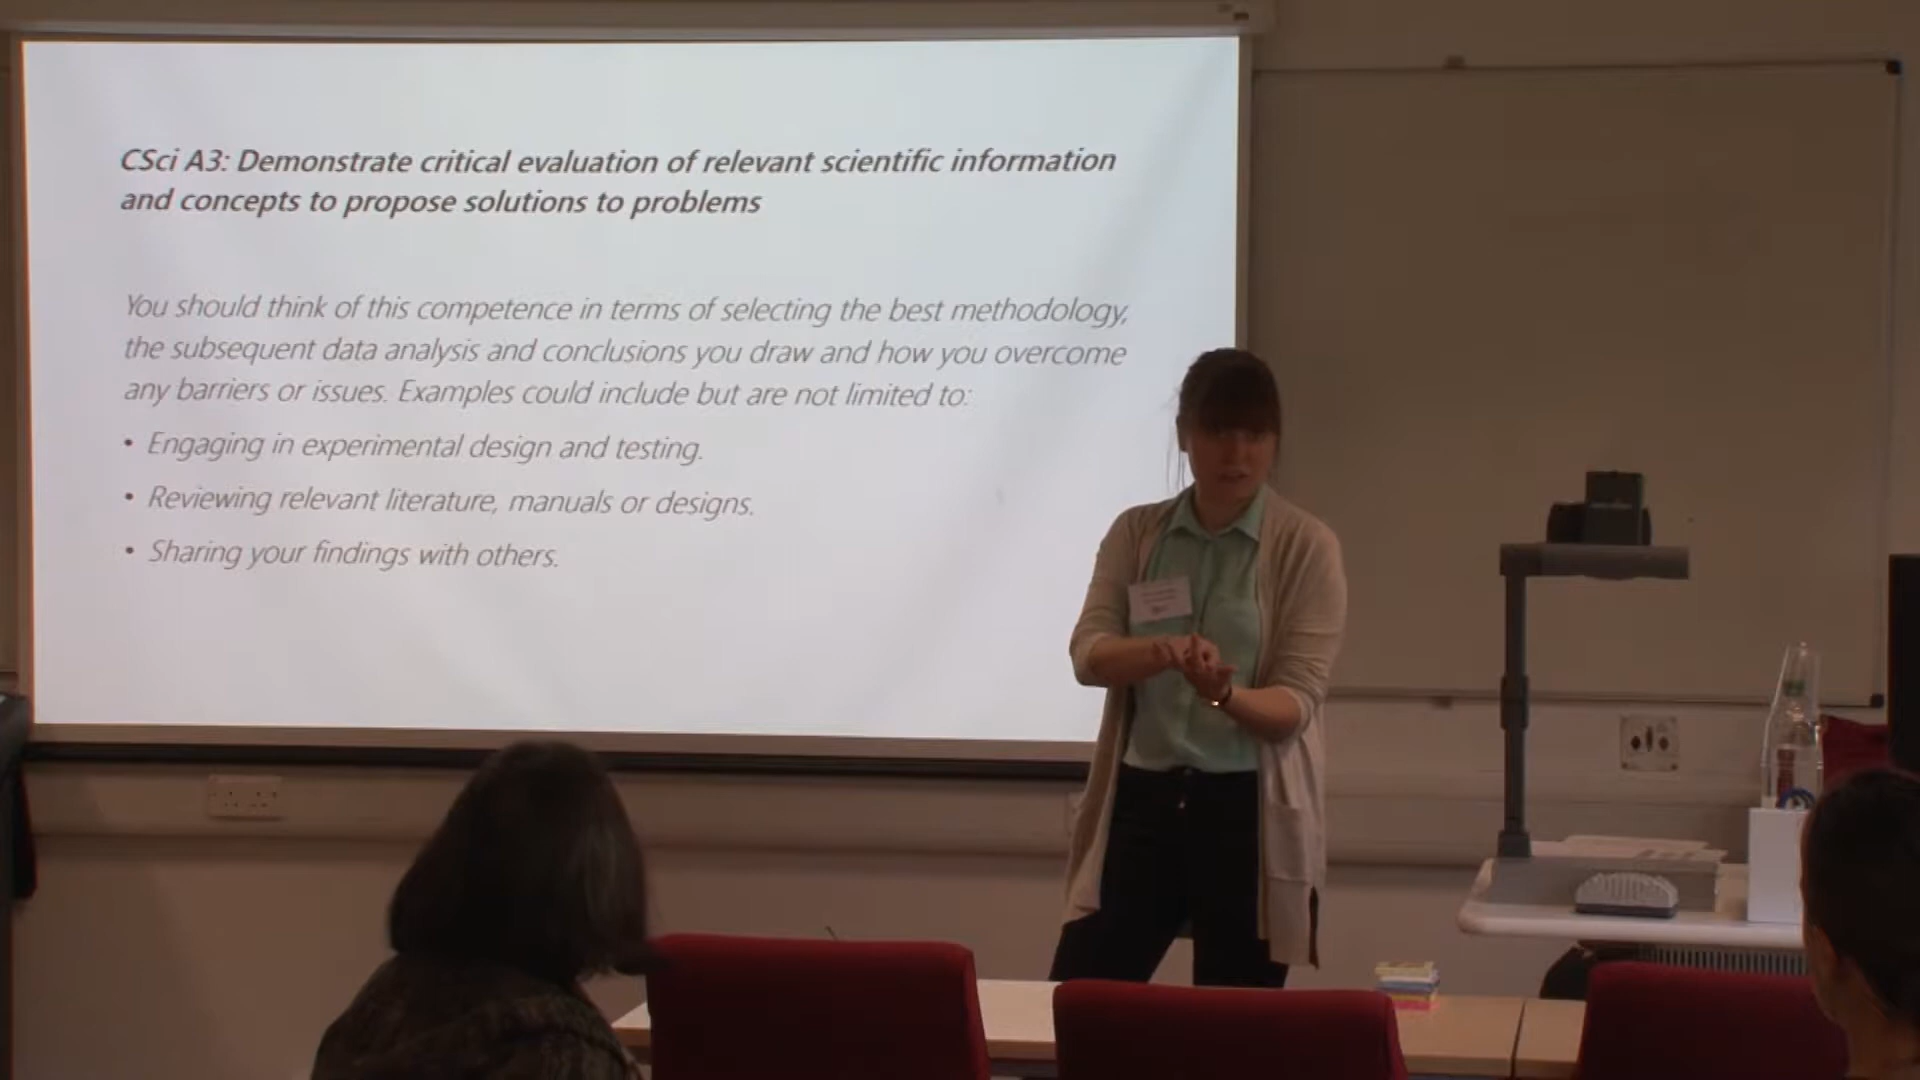 CSci A3: Demonstrate critical evaluation of relevant scientific information
and concepts to propose solutions to problems
You should think of this competence in terms of selecting the best methodology,
the subsequent data analysis and conclusions you draw and how you overcome
any barriers or issues. Examples could include but are not limited to:
• Engaging in experimental design and testing.
• Reviewing relevant literature, manuals or designs.
• Sharing your findings with others.